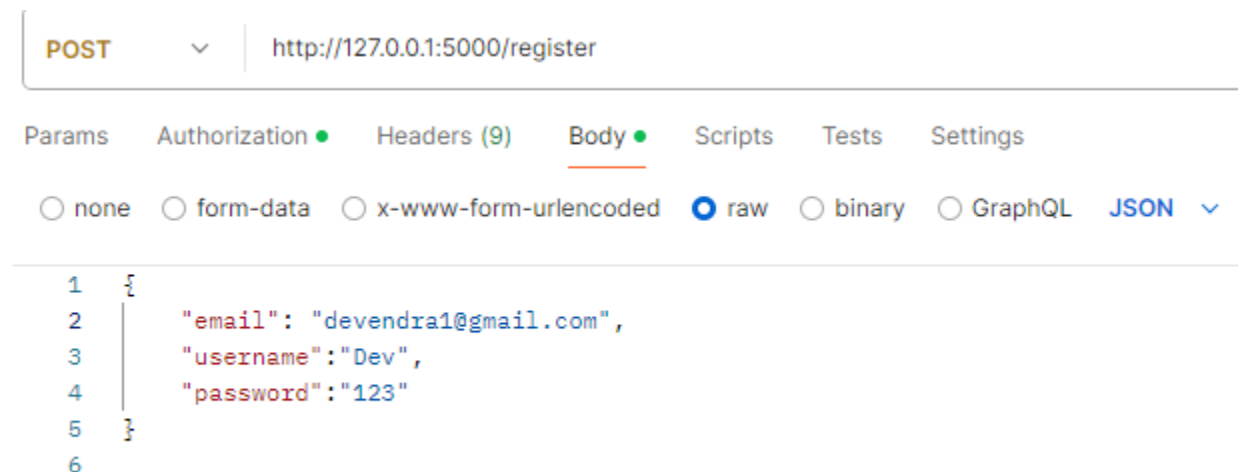 POST http://127.0.0.1:5000/register
Params Authorization Headers (9) Body Scripts Tests Settings
none form-data x-www-form-urlencoded raw binary GraphQL JSON
1 {
2 "email": "devendra1@gmail.com",
3 "username":"Dev",
4 "password":"123"
5 }
6